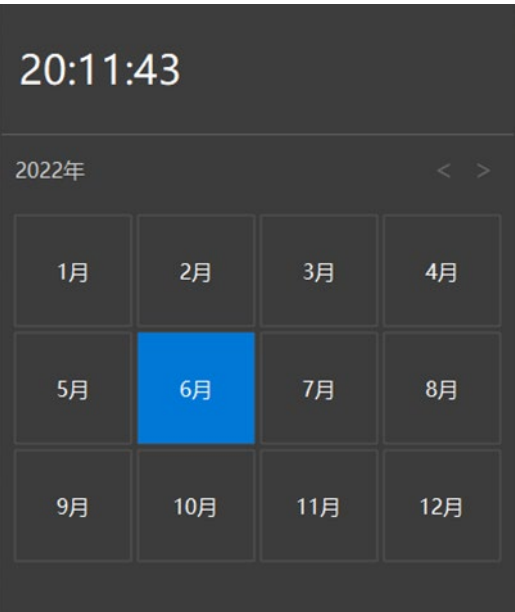 20:11:43
2022年 < >
1月 2月 3月 4月
5月 6月 7月 8月
9月 10月 11月 12月